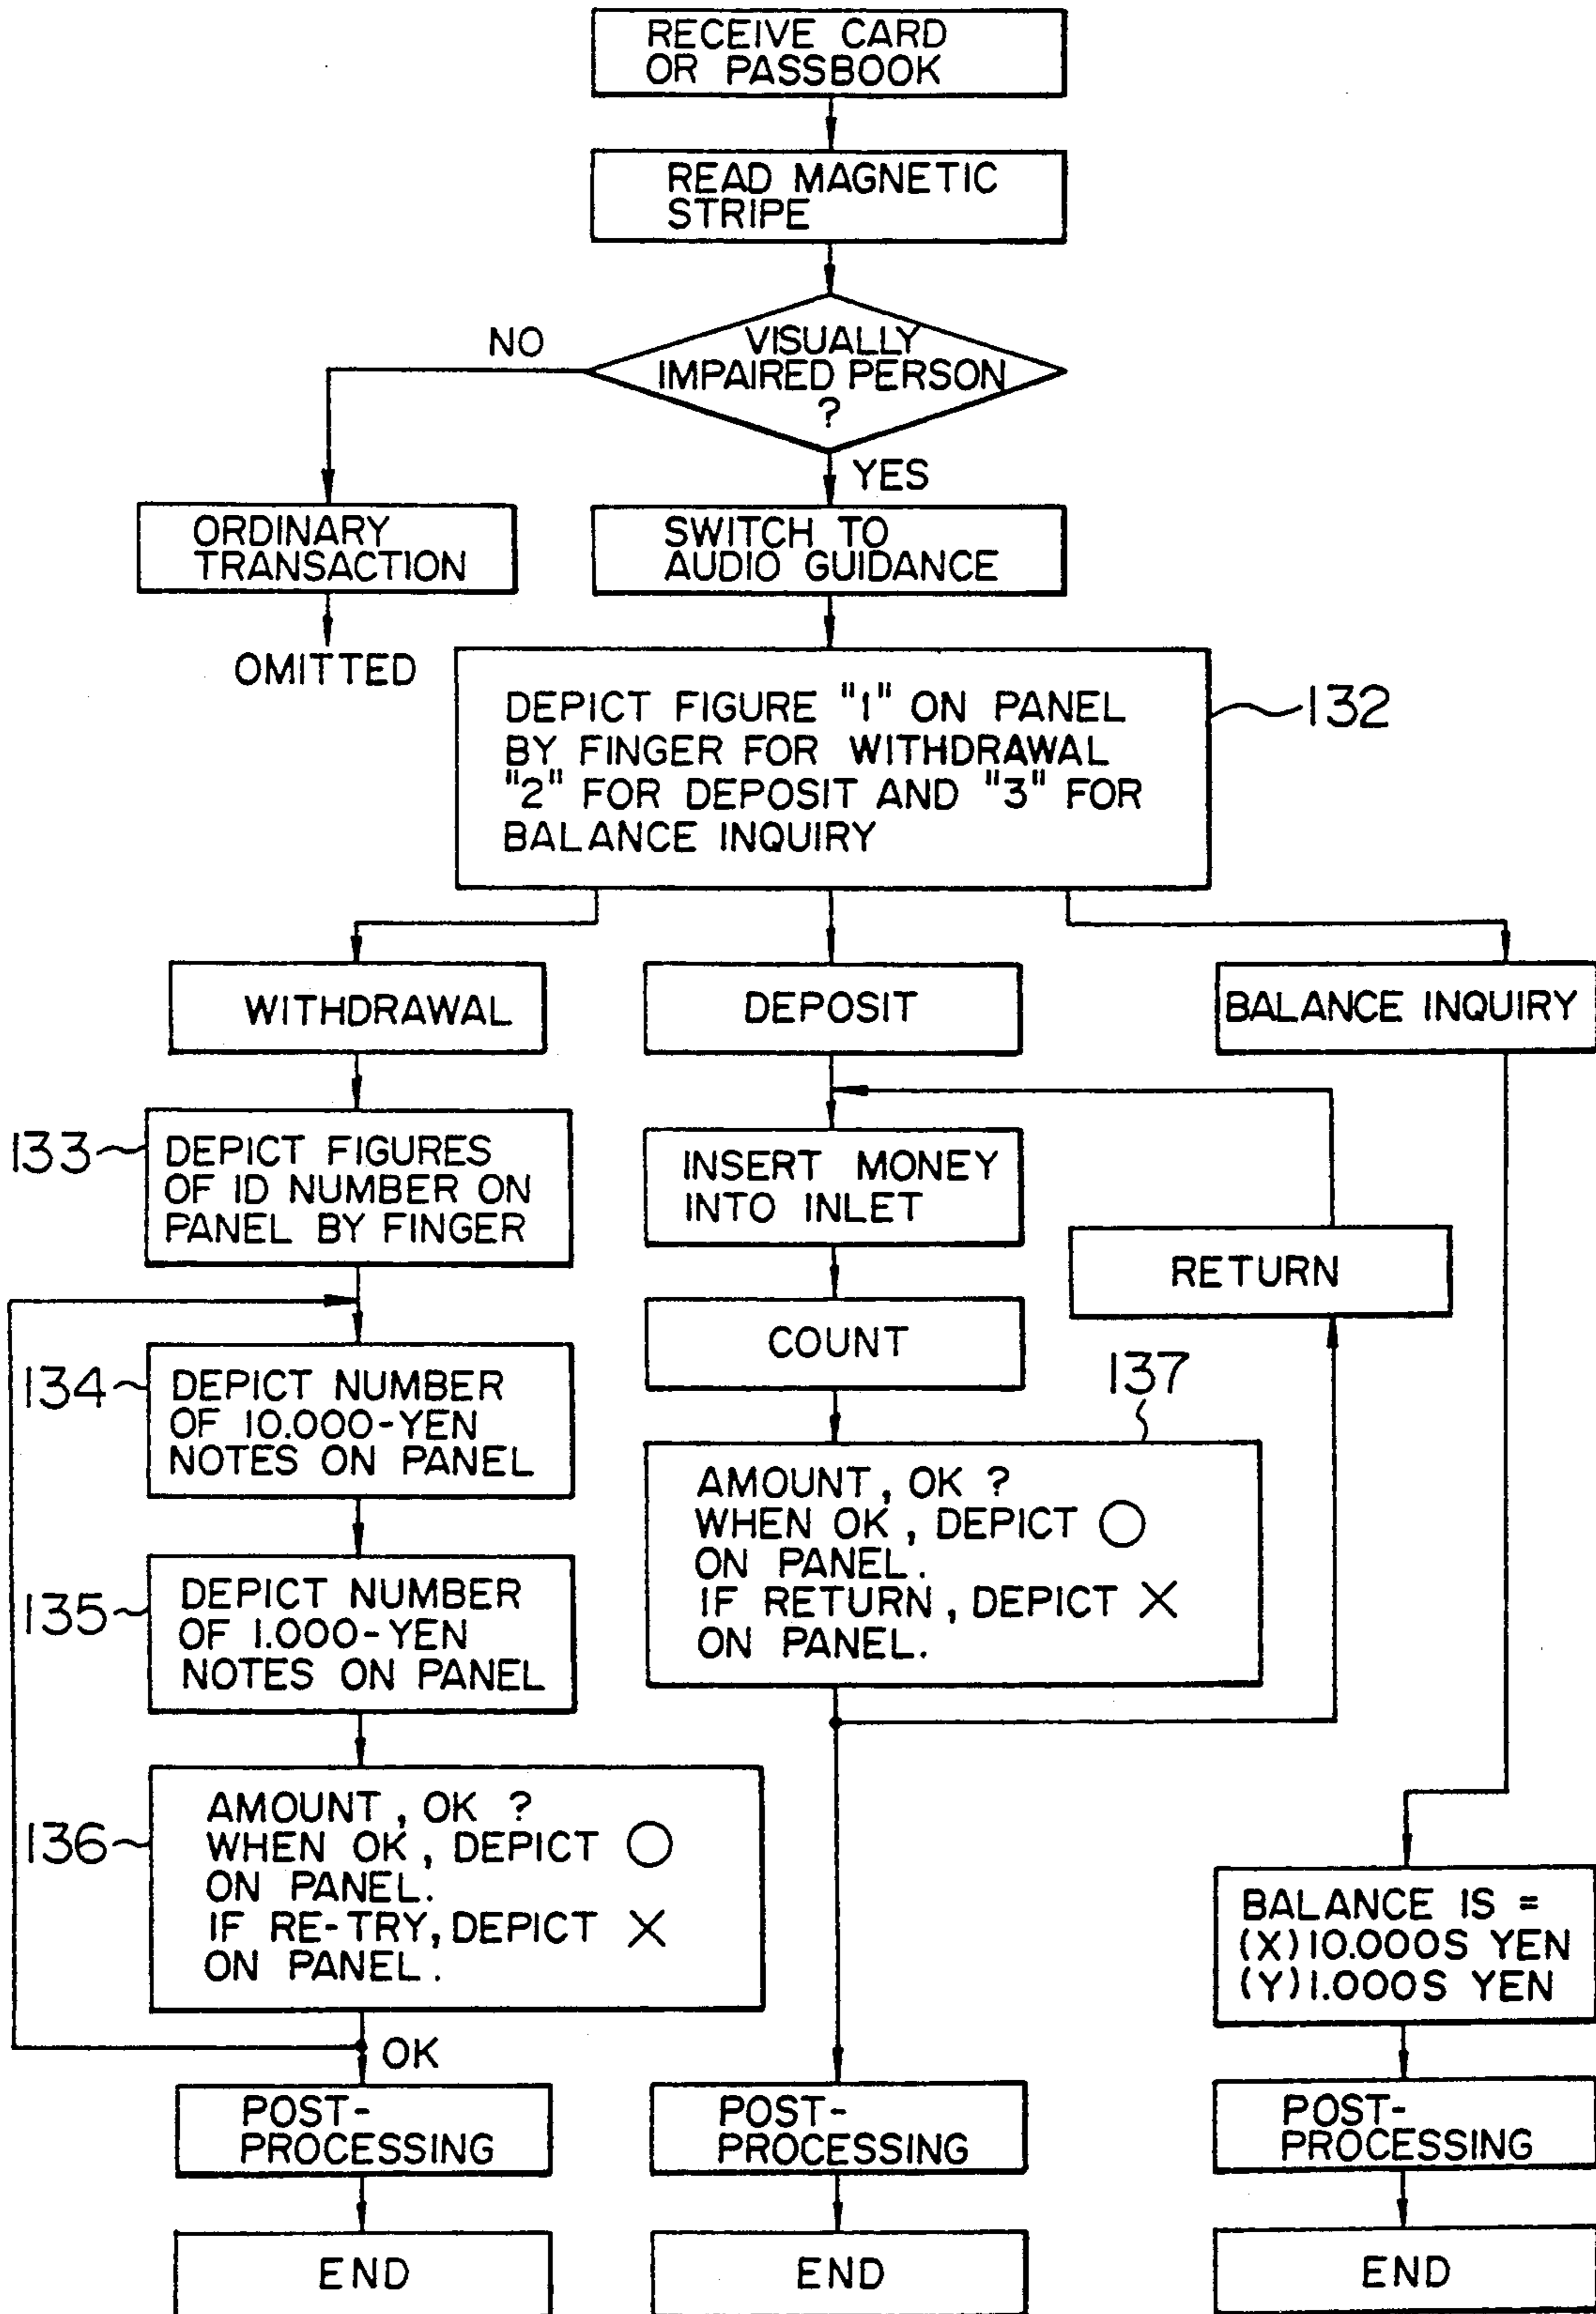 RECEIVE CARD
OR PASSBOOK
READ MAGNETIC
STRIPE
NO
VISUALLY
IMPAIRED PERSON
?
YES
ORDINARY
TRANSACTION
SWITCH TO
AUDIO GUIDANCE
OMITTED
DEPICT FIGURE "1" ON PANEL
BY FINGER FOR WITHDRAWAL
"2" FOR DEPOSIT AND "3" FOR
BALANCE INQUIRY
132
WITHDRAWAL
DEPOSIT
BALANCE INQUIRY
133
DEPICT FIGURES
OF ID NUMBER ON
PANEL BY FINGER
INSERT MONEY
INTO INLET
RETURN
COUNT
134
DEPICT NUMBER
OF 10.000-YEN
NOTES ON PANEL
137
AMOUNT, OK ?
WHEN OK, DEPICT ○
ON PANEL.
IF RETURN, DEPICT X
ON PANEL.
135
DEPICT NUMBER
OF 1.000-YEN
NOTES ON PANEL
136
AMOUNT, OK ?
WHEN OK, DEPICT ○
ON PANEL.
IF RE-TRY, DEPICT X
ON PANEL.
BALANCE IS =
(X)10.000S YEN
(Y)1.000S YEN
OK
POST-
PROCESSING
POST-
PROCESSING
POST-
PROCESSING
END
END
END